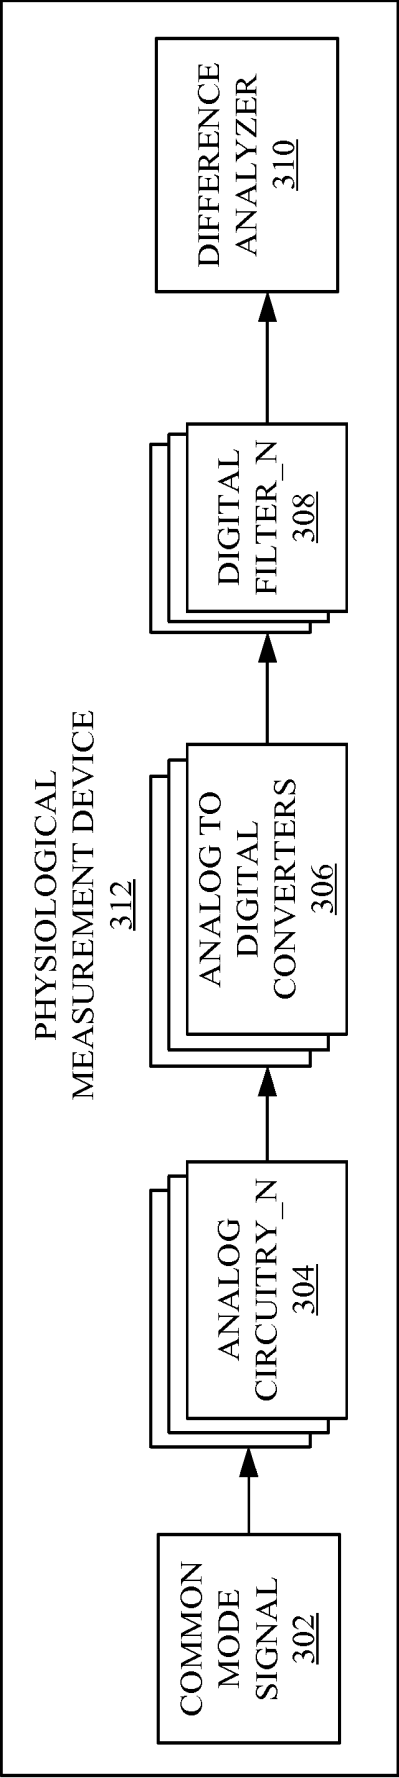 PHYSIOLOGICAL
MEASUREMENT DEVICE
312
COMMON
MODE
SIGNAL
302
ANALOG
CIRCUITRY_N
304
ANALOG TO
DIGITAL
CONVERTERS
306
DIGITAL
FILTER_N
308
DIFFERENCE
ANALYZER
310